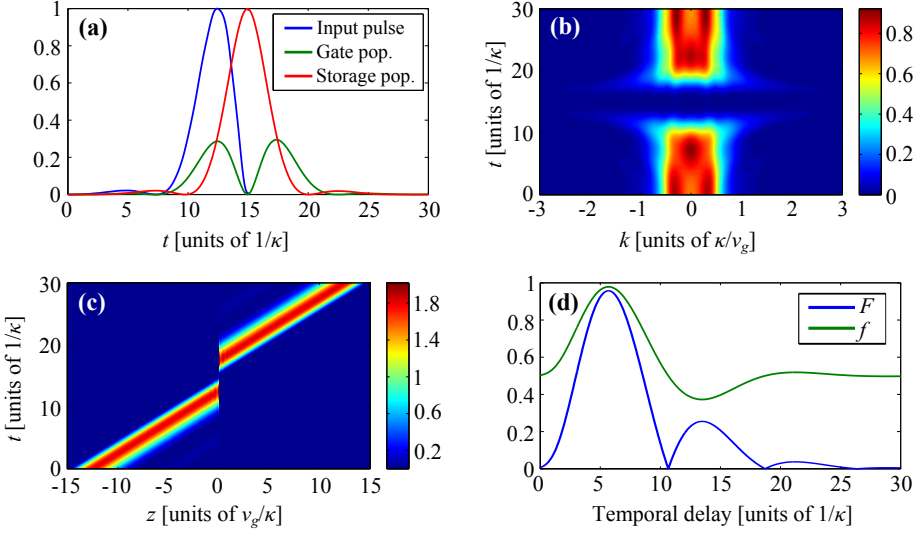 (a)
Input pulse
Gate pop.
Storage pop.
1
0.8
0.6
0.4
0.2
0
0 5 10 15 20 25 30
t [units of 1/κ]
(b)
t [units of 1/κ]
30
20
10
0
-3 -2 -1 0 1 2 3
k [units of κ/v_g]
0.8
0.6
0.4
0.2
0
(c)
t [units of 1/κ]
30
20
10
0
-15 -10 -5 0 5 10 15
z [units of v_g/κ]
1.8
1.4
1
0.6
0.2
(d)
F
f
1
0.8
0.6
0.4
0.2
0
0 5 10 15 20 25 30
Temporal delay [units of 1/κ]